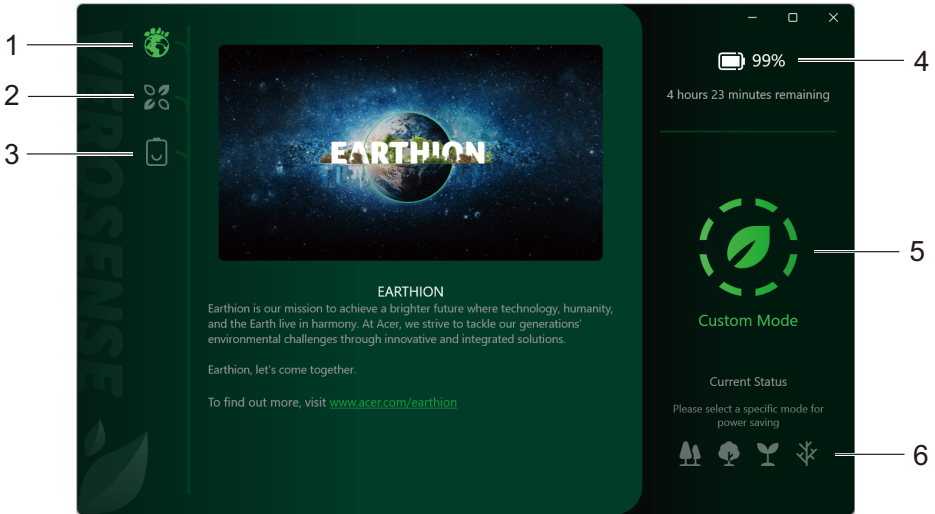 1
2
3
VEROSENSE
EARTHION
EARTHION
Earthion is our mission to achieve a brighter future where technology, humanity,
and the Earth live in harmony. At Acer, we strive to tackle our generations'
environmental challenges through innovative and integrated solutions.
Earthion, let's come together.
To find out more, visit www.acer.com/earthion
99%
4
4 hours 23 minutes remaining
5
Custom Mode
Current Status
Please select a specific mode for
power saving
6